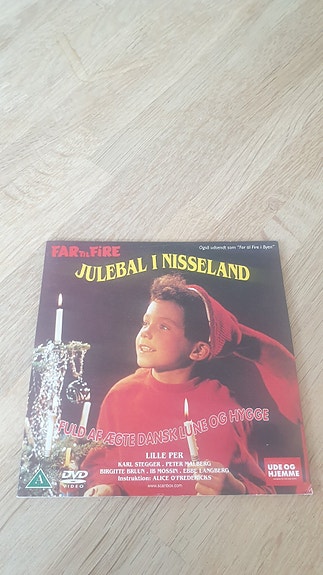 FAR TIL FIRE
Også udsendt som "Far til Fire i Byen"
JULEBAL I NISSELAND
FULD AF ÆGTE DANSK LUNE OG HYGGE
LILLE PER
KARL STEGGER . PETER MALBERG
BIRGITTE BRUUN . IB MOSSIN . EBBE LANGBERG
Instruktion: ALICE O'FREDERICKS
www.scanbox.com
A
DVD
VIDEO
UDE OG
HJEMME